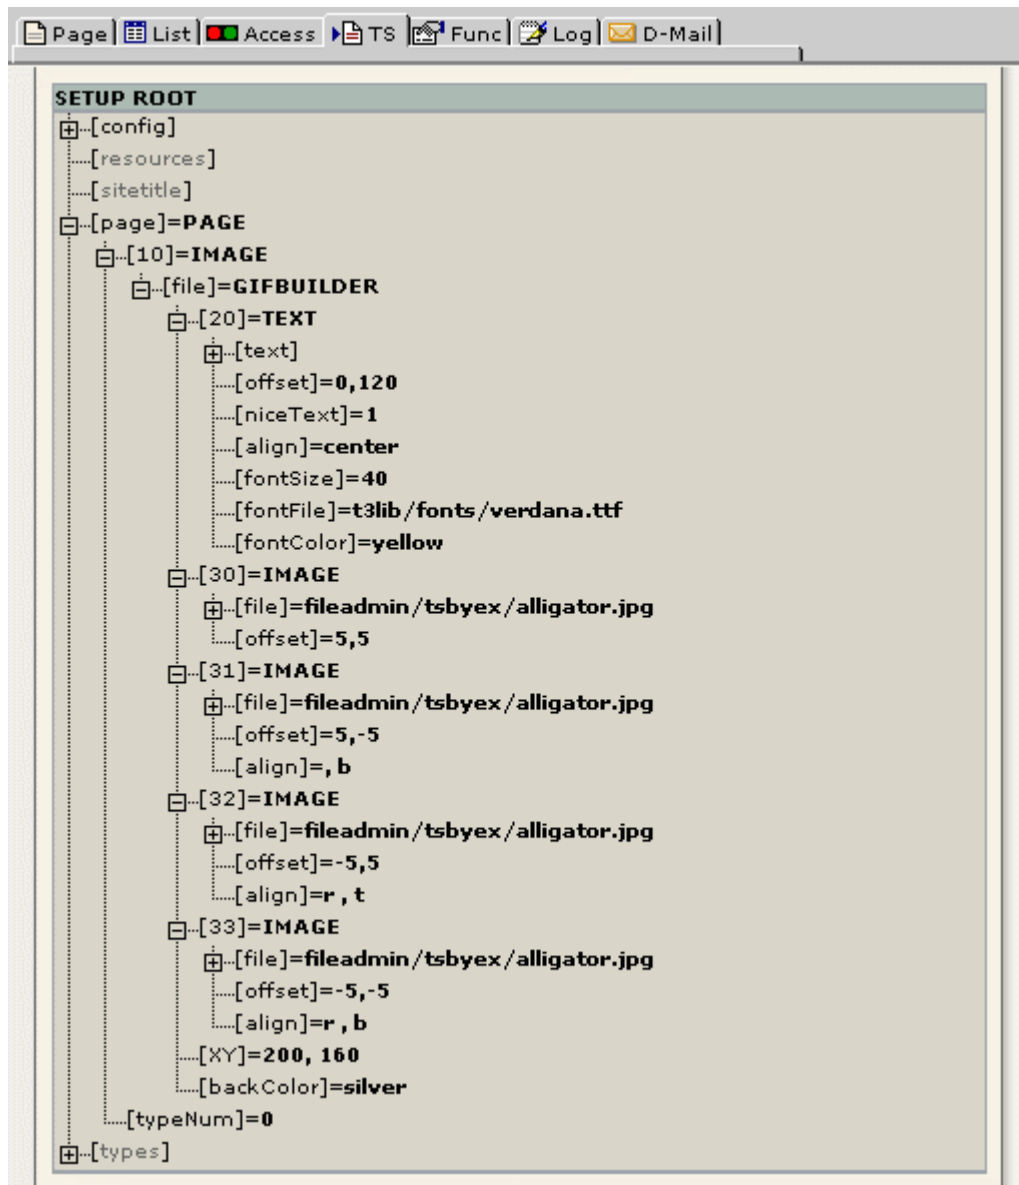 Page List Access TS Func Log D-Mail
SETUP ROOT
[config]
[resources]
[sitetitle]
[page]=PAGE
[10]=IMAGE
[file]=GIFBUILDER
[20]=TEXT
[text]
[offset]=0,120
[niceText]=1
[align]=center
[fontSize]=40
[fontFile]=t3lib/fonts/verdana.ttf
[fontColor]=yellow
[30]=IMAGE
[file]=fileadmin/tsbyex/alligator.jpg
[offset]=5,5
[31]=IMAGE
[file]=fileadmin/tsbyex/alligator.jpg
[offset]=5,-5
[align]=,b
[32]=IMAGE
[file]=fileadmin/tsbyex/alligator.jpg
[offset]=-5,5
[align]=r,t
[33]=IMAGE
[file]=fileadmin/tsbyex/alligator.jpg
[offset]=-5,-5
[align]=r,b
[XY]=200, 160
[backColor]=silver
[typeNum]=0
[types]